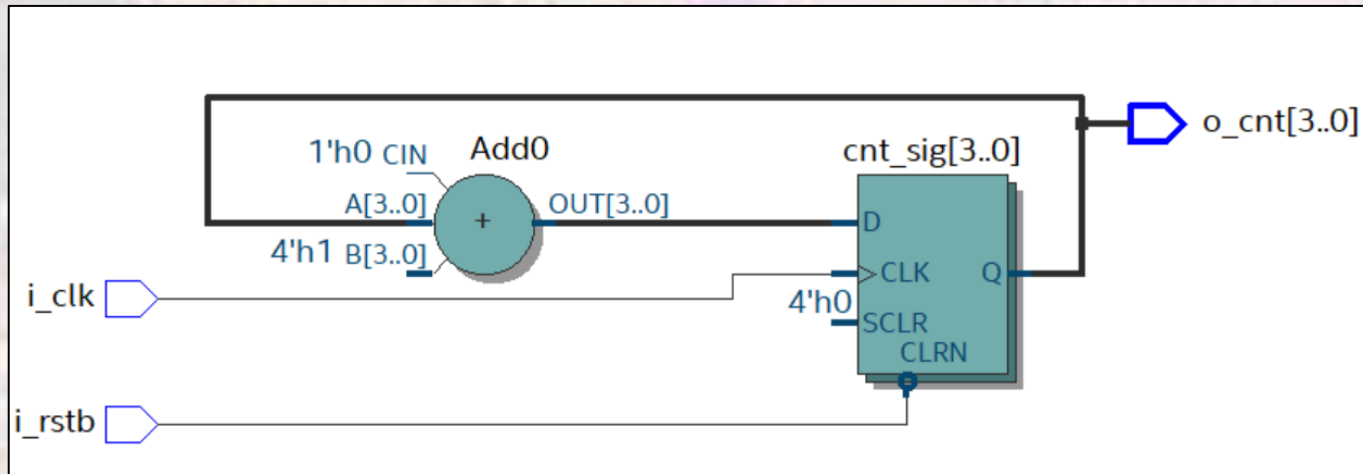 o_cnt[3..0]
1'h0 CIN
Add0
cnt_sig[3..0]
A[3..0]
+
OUT[3..0]
D
4'h1 B[3..0]
i_clk
CLK
Q
4'h0
SCLR
CLRN
i_rstb